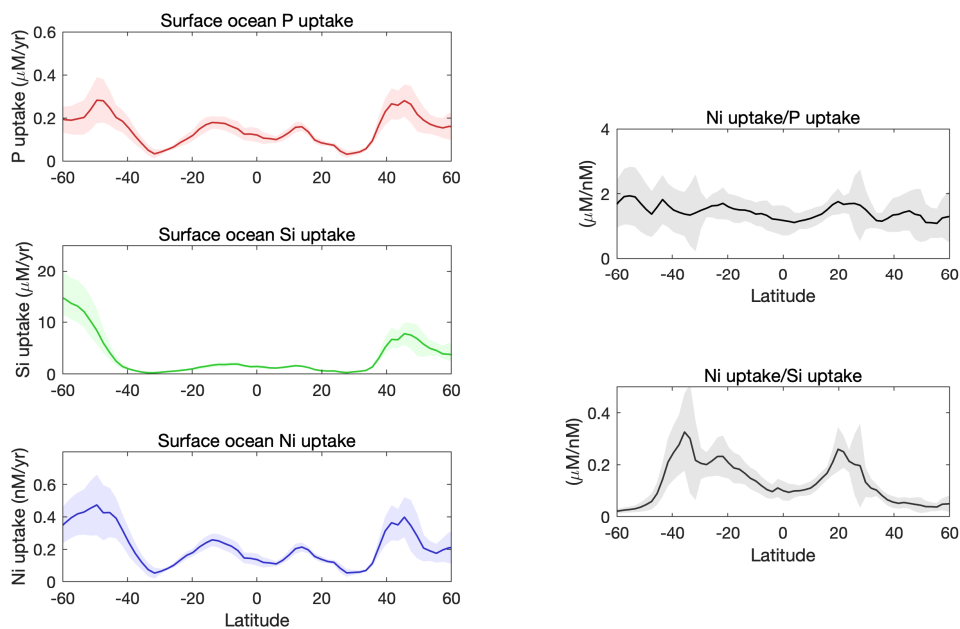 Surface ocean P uptake
P uptake (μM/yr)
0.6
0.4
0.2
0
-60 -40 -20 0 20 40 60
Surface ocean Si uptake
Si uptake (μM/yr)
20
10
0
-60 -40 -20 0 20 40 60
Surface ocean Ni uptake
Ni uptake (nM/yr)
0.6
0.4
0.2
0
-60 -40 -20 0 20 40 60
Latitude
Ni uptake/P uptake
(μM/nM)
4
2
0
-60 -40 -20 0 20 40 60
Latitude
Ni uptake/Si uptake
(μM/nM)
0.4
0.2
0
-60 -40 -20 0 20 40 60
Latitude